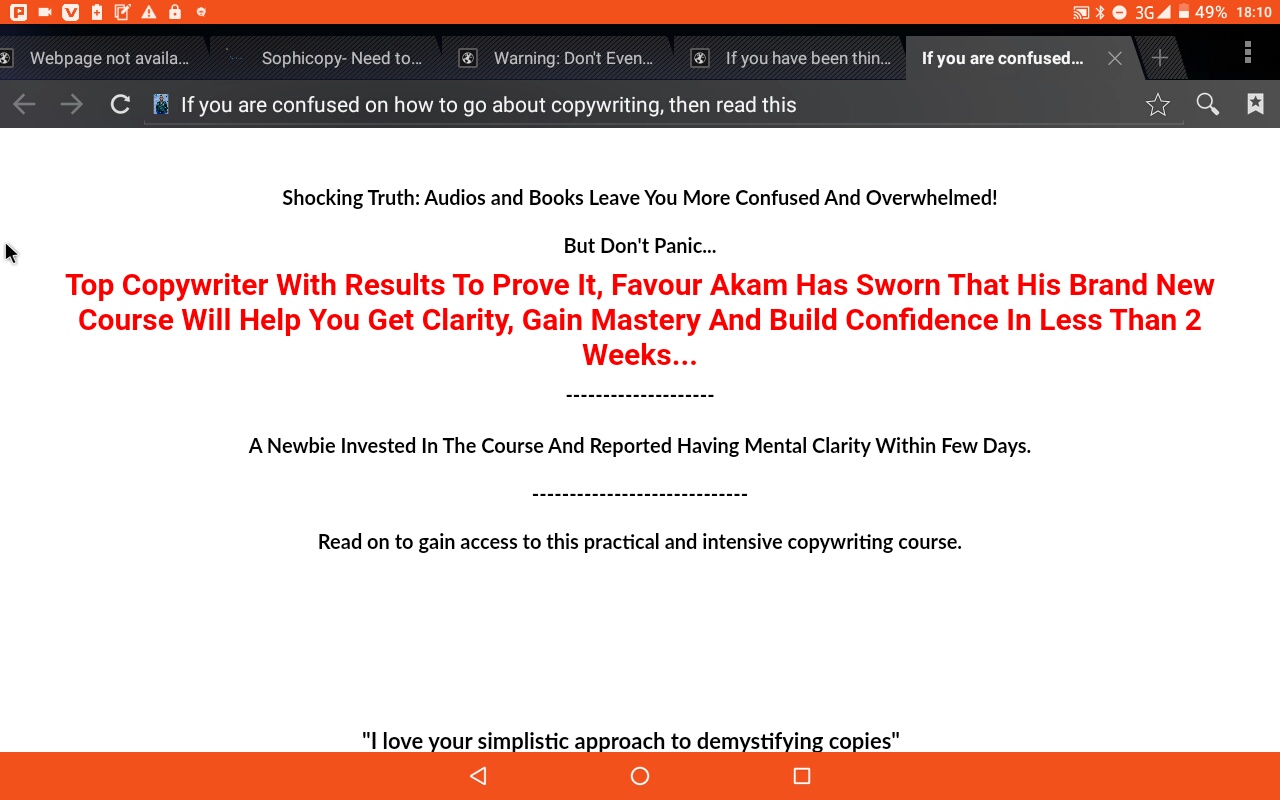 3G 49% 18:10
Webpage not availa...
Sophicopy- Need to...
Warning: Don't Even...
If you have been thin...
If you are confused...
If you are confused on how to go about copywriting, then read this
Shocking Truth: Audios and Books Leave You More Confused And Overwhelmed!
But Don't Panic...
Top Copywriter With Results To Prove It, Favour Akam Has Sworn That His Brand New
Course Will Help You Get Clarity, Gain Mastery And Build Confidence In Less Than 2
Weeks...
--------------------
A Newbie Invested In The Course And Reported Having Mental Clarity Within Few Days.
-----------------------------
Read on to gain access to this practical and intensive copywriting course.
"I love your simplistic approach to demystifying copies"